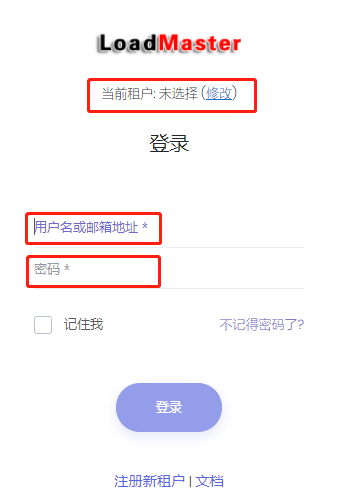 LoadMaster
当前租户: 未选择 (修改)
登录
用户名或邮箱地址 *
密码 *
记住我 不记得密码了?
登录
注册新租户 | 文档